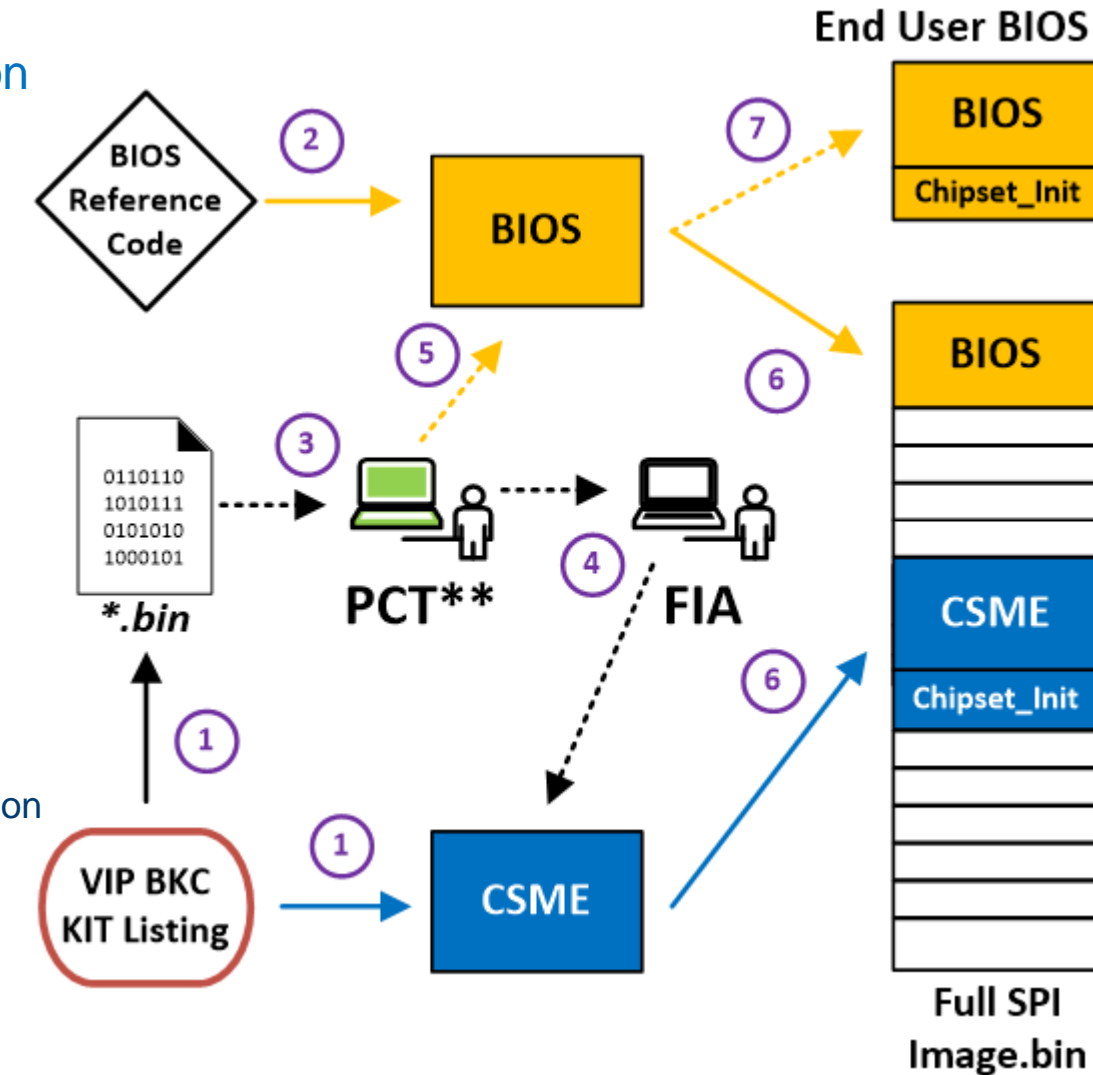 End User BIOS
on
BIOS
Reference
Code
2
BIOS
7
BIOS
Chipset_Init
5
6
BIOS
0110110
1010111
0101010
1000101
*.bin
3
PCT**
4
FIA
CSME
Chipset_Init
6
1
on
VIP BKC
KIT Listing
1
CSME
Full SPI
Image.bin